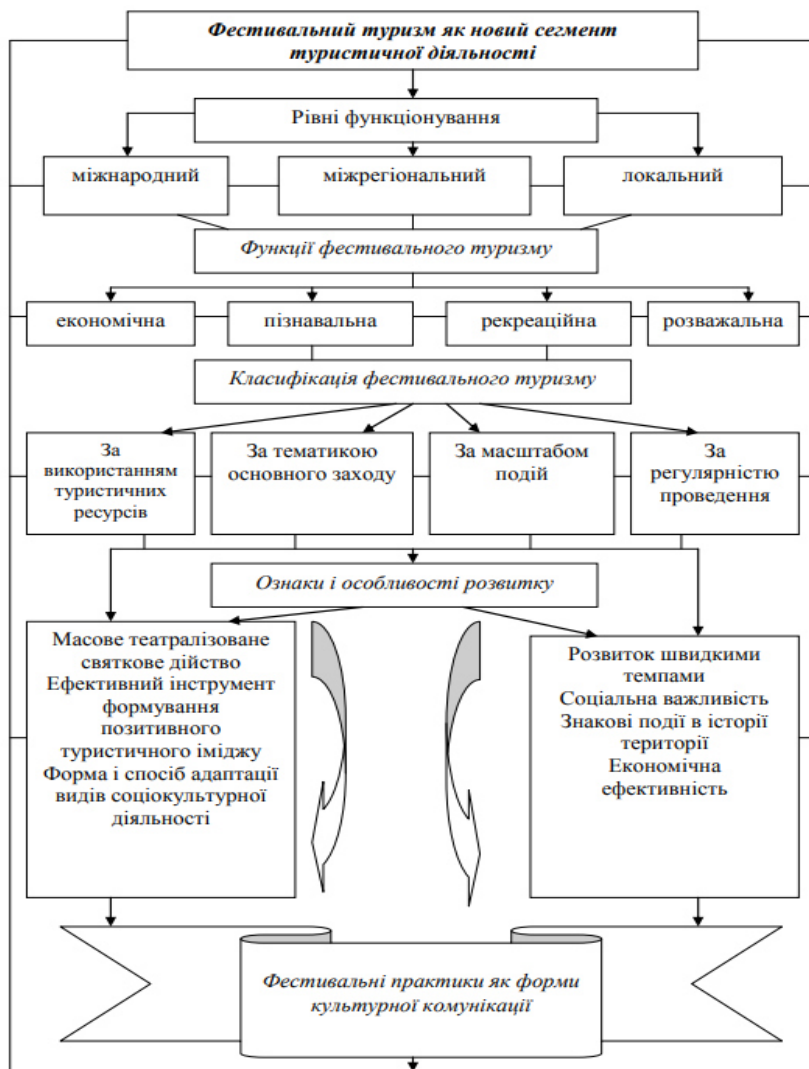 Фестивальний туризм як новий сегмент
туристичної діяльності
Рівні функціонування
міжнародний
міжрегіональний
локальний
Функції фестивального туризму
економічна
пізнавальна
рекреаційна
розважальна
Класифікація фестивального туризму
За
використанням
туристичних
ресурсів
За тематикою
основного заходу
За масштабом
подій
За
регулярністю
проведення
Ознаки і особливості розвитку
Масове театралізоване
святкове дійство
Ефективний інструмент
формування
позитивного
туристичного іміджу
Форма і спосіб адаптації
видів соціокультурної
діяльності
Розвиток швидкими
темпами
Соціальна важливість
Знакові події в історії
території
Економічна
ефективність
Фестивальні практики як форми
культурної комунікації